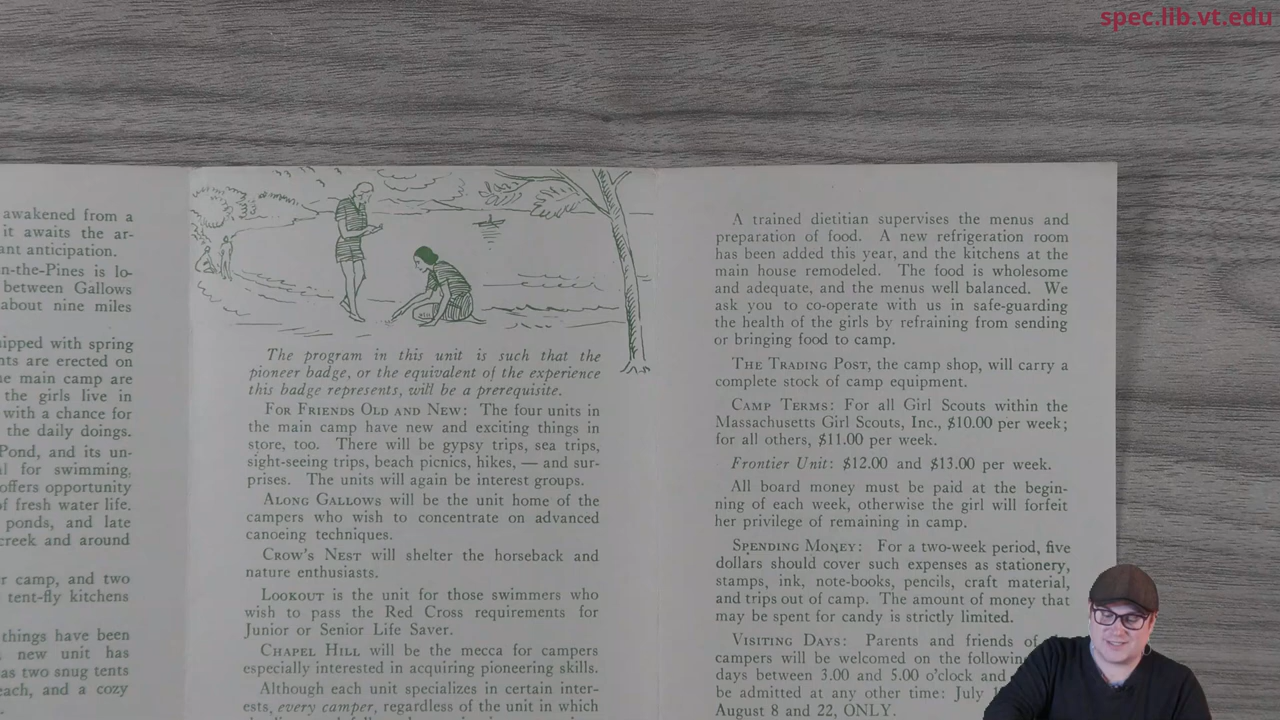 spec.lib.vt.edu
awakened from a
it awaits the ar-
ant anticipation.
n-the-Pines is lo-
between Gallows
about nine miles
ipped with spring
nts are erected on
ne main camp are
the girls live in
with a chance for
the daily doings.
Pond, and its un-
l for swimming,
offers opportunity
of fresh water life.
ponds, and late
creek and around
r camp, and two
tent-fly kitchens
things have been
new unit has
as two snug tents
each, and a cozy
The program in this unit is such that the
pioneer badge, or the equivalent of the experience
this badge represents, will be a prerequisite.
For Friends Old and New: The four units in
the main camp have new and exciting things in
store, too. There will be gypsy trips, sea trips,
sight-seeing trips, beach picnics, hikes, — and sur-
prises. The units will again be interest groups.
Along Gallows will be the unit home of the
campers who wish to concentrate on advanced
canoeing techniques.
Crow's Nest will shelter the horseback and
nature enthusiasts.
Lookout is the unit for those swimmers who
wish to pass the Red Cross requirements for
Junior or Senior Life Saver.
Chapel Hill will be the mecca for campers
especially interested in acquiring pioneering skills.
Although each unit specializes in certain inter-
ests, every camper, regardless of the unit in which
A trained dietitian supervises the menus and
preparation of food. A new refrigeration room
has been added this year, and the kitchens at the
main house remodeled. The food is wholesome
and adequate, and the menus well balanced. We
ask you to co-operate with us in safe-guarding
the health of the girls by refraining from sending
or bringing food to camp.
The Trading Post, the camp shop, will carry a
complete stock of camp equipment.
Camp Terms: For all Girl Scouts within the
Massachusetts Girl Scouts, Inc., $10.00 per week;
for all others, $11.00 per week.
Frontier Unit: $12.00 and $13.00 per week.
All board money must be paid at the begin-
ning of each week, otherwise the girl will forfeit
her privilege of remaining in camp.
Spending Money: For a two-week period, five
dollars should cover such expenses as stationery,
stamps, ink, note-books, pencils, craft material,
and trips out of camp. The amount of money that
may be spent for candy is strictly limited.
Visiting Days: Parents and friends of
campers will be welcomed on the following
days between 3.00 and 5.00 o'clock and
be admitted at any other time: July
August 8 and 22, ONLY.